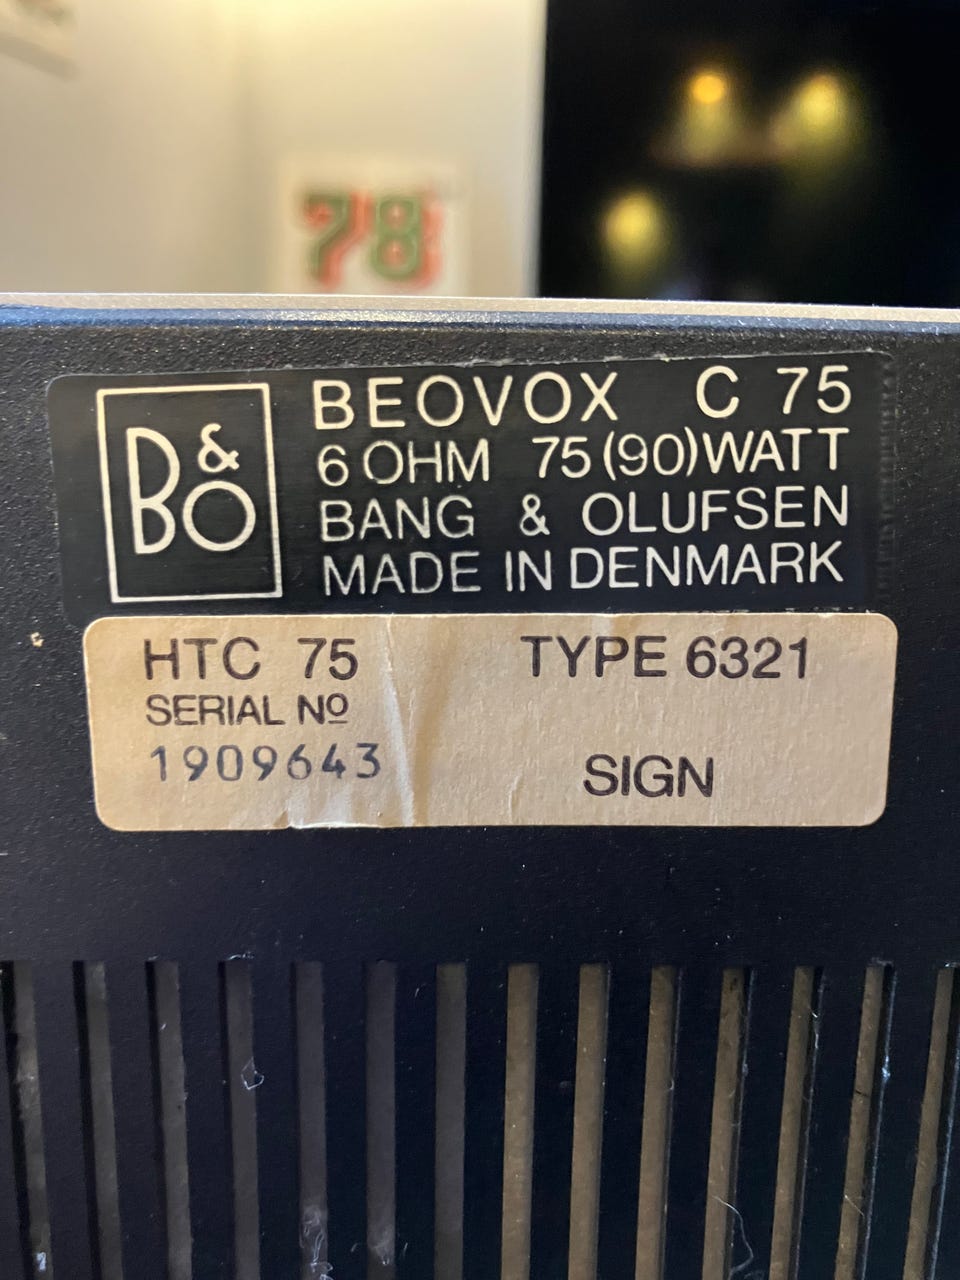 78
B&O
BEOVOX C 75
6 OHM 75(90)WATT
BANG & OLUFSEN
MADE IN DENMARK
HTC 75 TYPE 6321
SERIAL Nº
1909643
SIGN